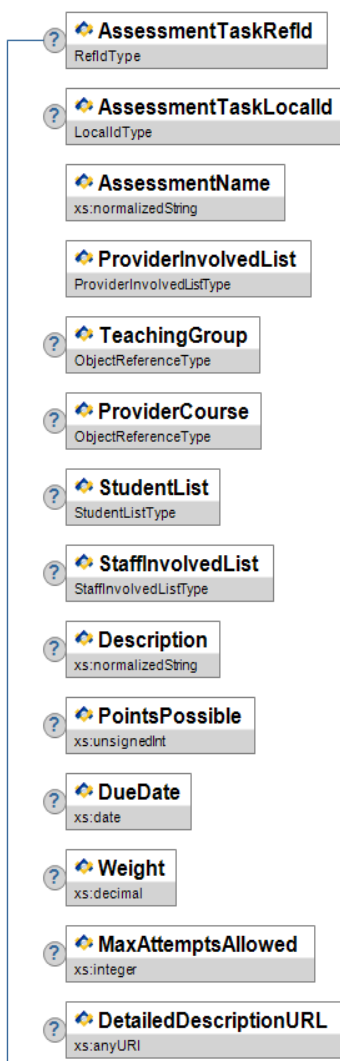 ?
AssessmentTaskRefId
RefIdType
?
AssessmentTaskLocalId
LocalIdType
AssessmentName
xs:normalizedString
ProviderInvolvedList
ProviderInvolvedListType
?
TeachingGroup
ObjectReferenceType
?
ProviderCourse
ObjectReferenceType
?
StudentList
StudentListType
?
StaffInvolvedList
StaffInvolvedListType
?
Description
xs:normalizedString
?
PointsPossible
xs:unsignedInt
?
DueDate
xs:date
?
Weight
xs:decimal
?
MaxAttemptsAllowed
xs:integer
?
DetailedDescriptionURL
xs:anyURI